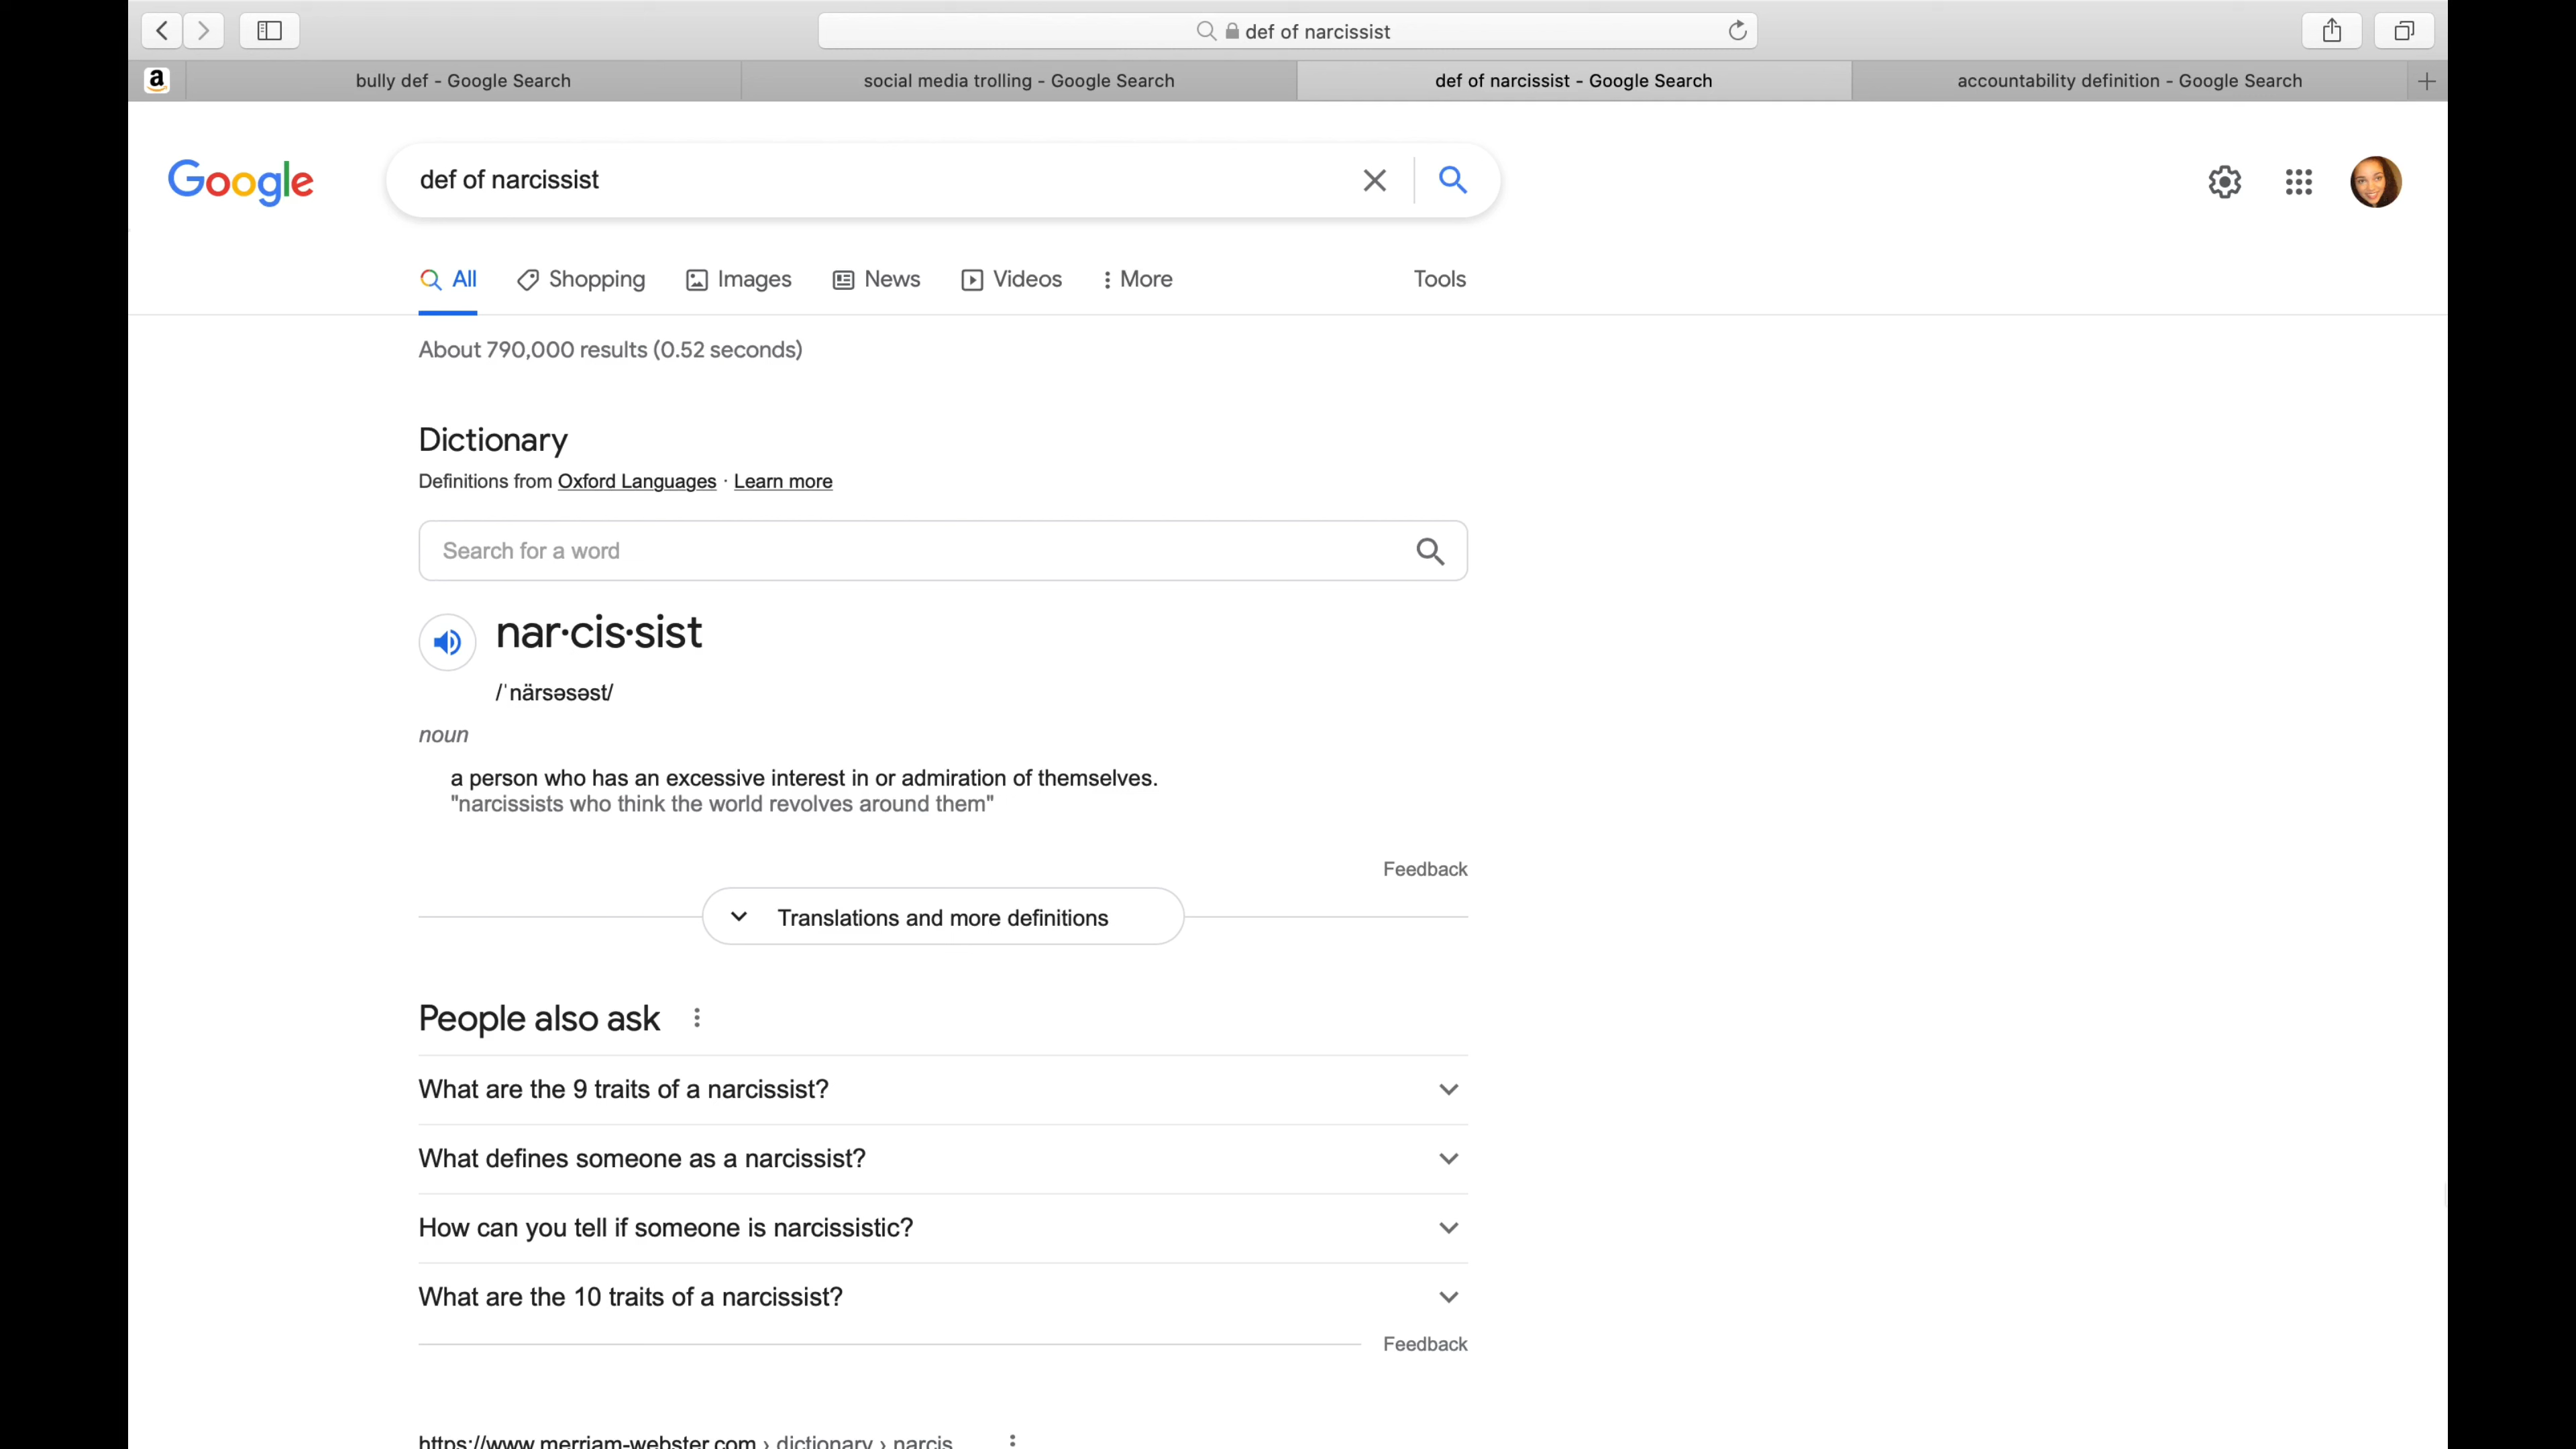 def of narcissist
a
bully def - Google Search
social media trolling - Google Search
def of narcissist - Google Search
accountability definition - Google Search
Google
def of narcissist
All
Shopping
Images
News
Videos
More
Tools
About 790,000 results (0.52 seconds)
Dictionary
Definitions from Oxford Languages · Learn more
Search for a word
nar·cis·sist
/ˈnärsəsəst/
noun
a person who has an excessive interest in or admiration of themselves.
"narcissists who think the world revolves around them"
Feedback
Translations and more definitions
People also ask
What are the 9 traits of a narcissist?
What defines someone as a narcissist?
How can you tell if someone is narcissistic?
What are the 10 traits of a narcissist?
Feedback
https://www.merriam-webster.com › dictionary › narcis